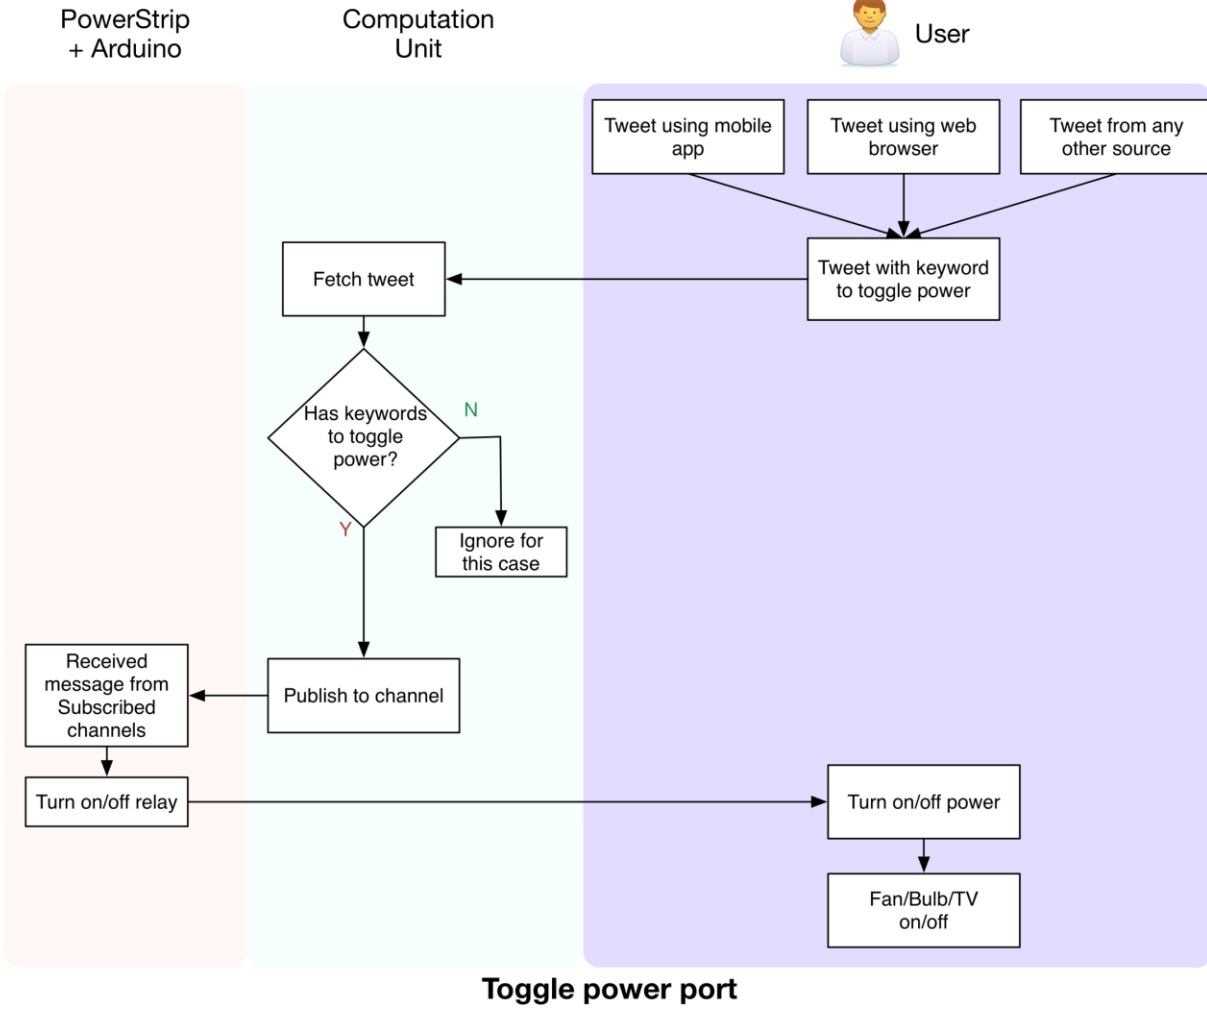 PowerStrip
+ Arduino
Computation
Unit
User
Tweet using mobile
app
Tweet using web
browser
Tweet from any
other source
Fetch tweet
Tweet with keyword
to toggle power
Has keywords
to toggle
power?
N
Y
Ignore for
this case
Received
message from
Subscribed
channels
Publish to channel
Turn on/off relay
Turn on/off power
Fan/Bulb/TV
on/off
Toggle power port